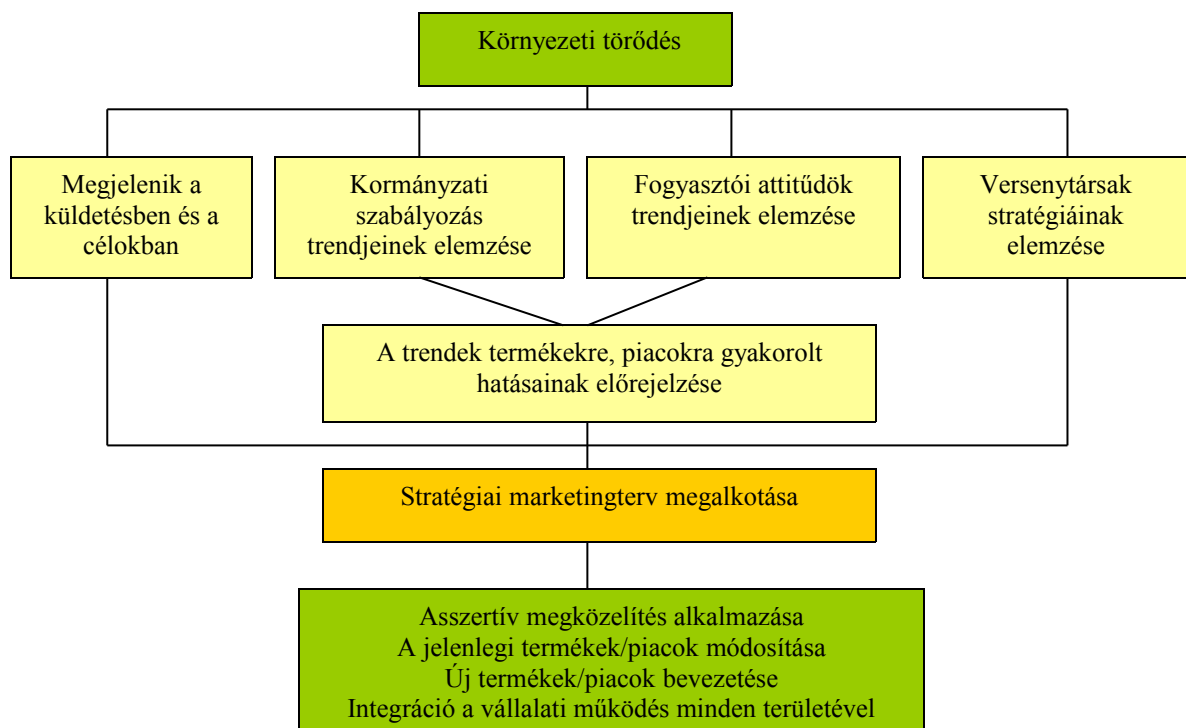 Környezeti törődés
Megjelenik a
küldetésben és a
célokban
Kormányzati
szabályozás
trendjeinek elemzése
Fogyasztói attitűdök
trendjeinek elemzése
Versenytársak
stratégiáinak
elemzése
A trendek termékekre, piacokra gyakorolt
hatásainak előrejelzése
Stratégiai marketingterv megalkotása
Asszertív megközelítés alkalmazása
A jelenlegi termékek/piacok módosítása
Új termékek/piacok bevezetése
Integráció a vállalati működés minden területével